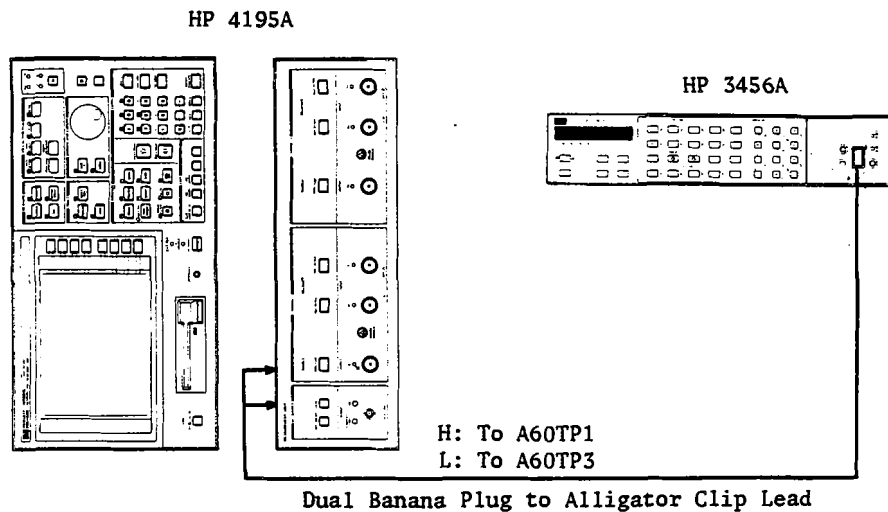 HP 4195A
HP 3456A
H: To A60TP1
L: To A60TP3
Dual Banana Plug to Alligator Clip Lead